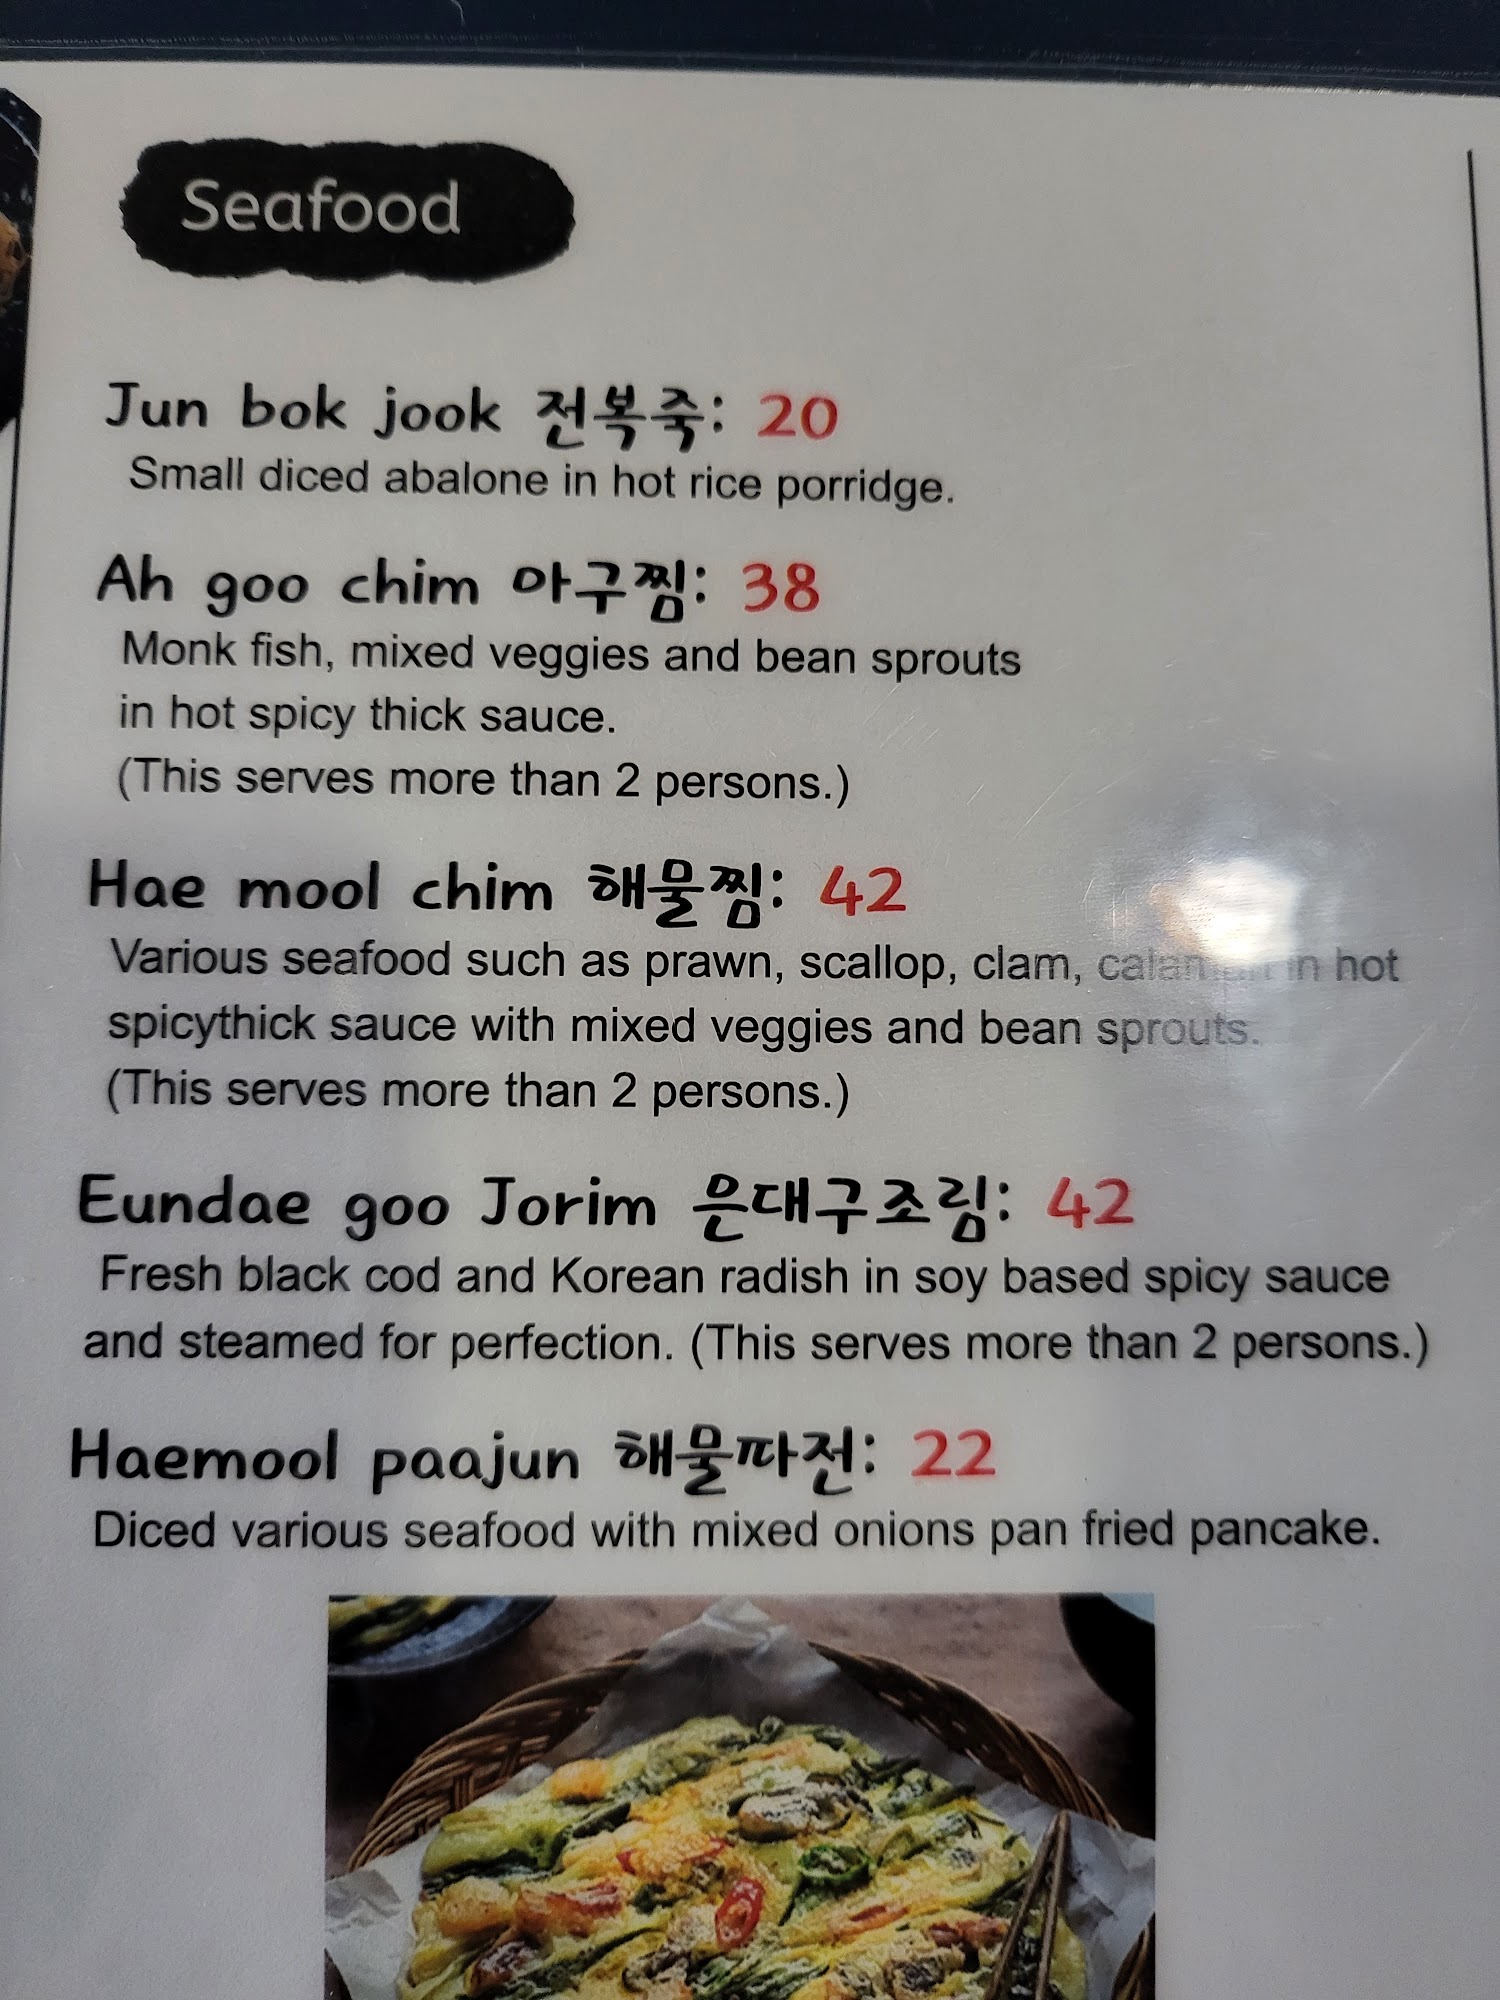 Seafood
Jun bok jook 전복죽: 20
Small diced abalone in hot rice porridge.
Ah goo chim 아구찜: 38
Monk fish, mixed veggies and bean sprouts
in hot spicy thick sauce.
(This serves more than 2 persons.)
Hae mool chim 해물찜: 42
Various seafood such as prawn, scallop, clam, calamari in hot
spicythick sauce with mixed veggies and bean sprouts.
(This serves more than 2 persons.)
Eundae goo Jorim 은대구조림: 42
Fresh black cod and Korean radish in soy based spicy sauce
and steamed for perfection. (This serves more than 2 persons.)
Haemool paajun 해물파전: 22
Diced various seafood with mixed onions pan fried pancake.